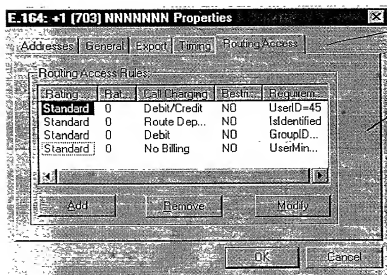 E.164: +1 (703) NNNNNNN Properties
Addresses General Export Timing Routing Access
Routing Access Rules:
Rating... Rat... Call Charging Restri... Requirem...
Standard 0 Debit/Credit NO UserID=45
Standard 0 Route Dep... NO IsIdentified
Standard 0 Debit NO GroupID...
Standard 0 No Billing NO UserMin...
Add Remove Modify
OK Cancel